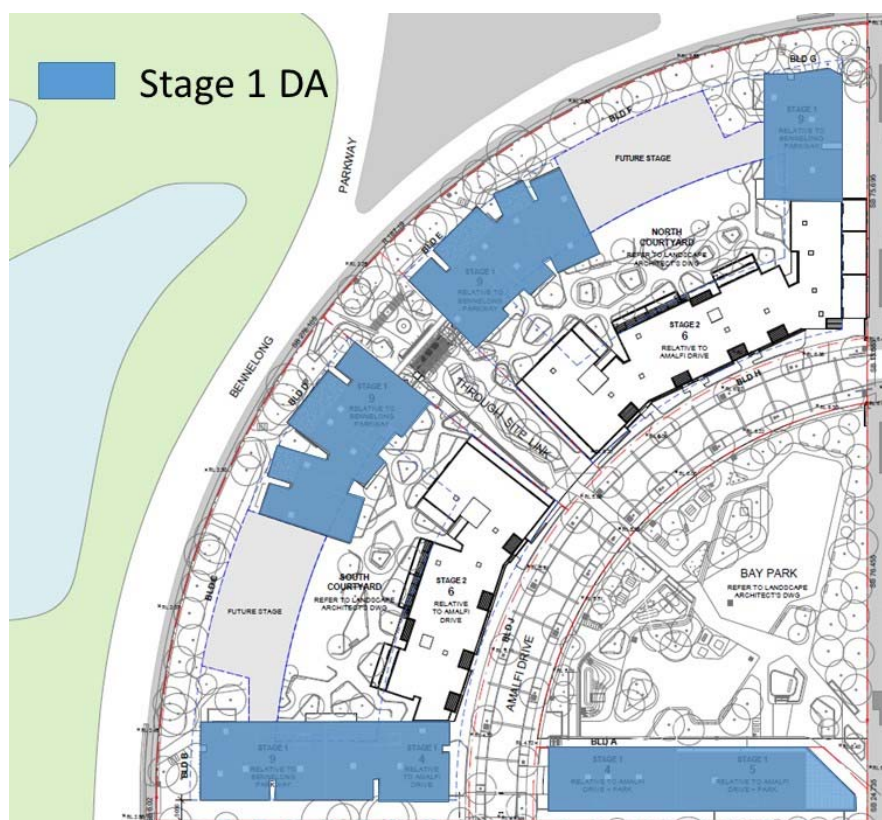 Stage 1 DA
BLD G
STAGE 1
9
RELATIVE TO
BENNELONG
PARKWAY
BLD F
FUTURE STAGE
PARKWAY
BLD E
NORTH
COURTYARD
REFER TO LANDSCAPE
ARCHITECT'S DWG
STAGE 1
9
RELATIVE TO
BENNELONG
PARKWAY
STAGE 2
6
RELATIVE TO
AMALFI DRIVE
BLD H
BENNELONG
BLD D
STAGE 1
9
RELATIVE TO
BENNELONG
PARKWAY
THROUGH SITE LINK
SOUTH
COURTYARD
REFER TO LANDSCAPE
ARCHITECT'S DWG
BLD C
FUTURE STAGE
STAGE 2
6
RELATIVE
TO AMALFI
DRIVE
BLD J
AMALFI DRIVE
BAY PARK
REFER TO LANDSCAPE
ARCHITECT'S DWG
BLD B
STAGE 1
9
RELATIVE TO
BENNELONG
PARKWAY
STAGE 1
4
RELATIVE
TO AMALFI
DRIVE
BLD A
STAGE 1
4
RELATIVE TO AMALFI
DRIVE + PARK
STAGE 1
5
RELATIVE TO AMALFI
DRIVE + PARK